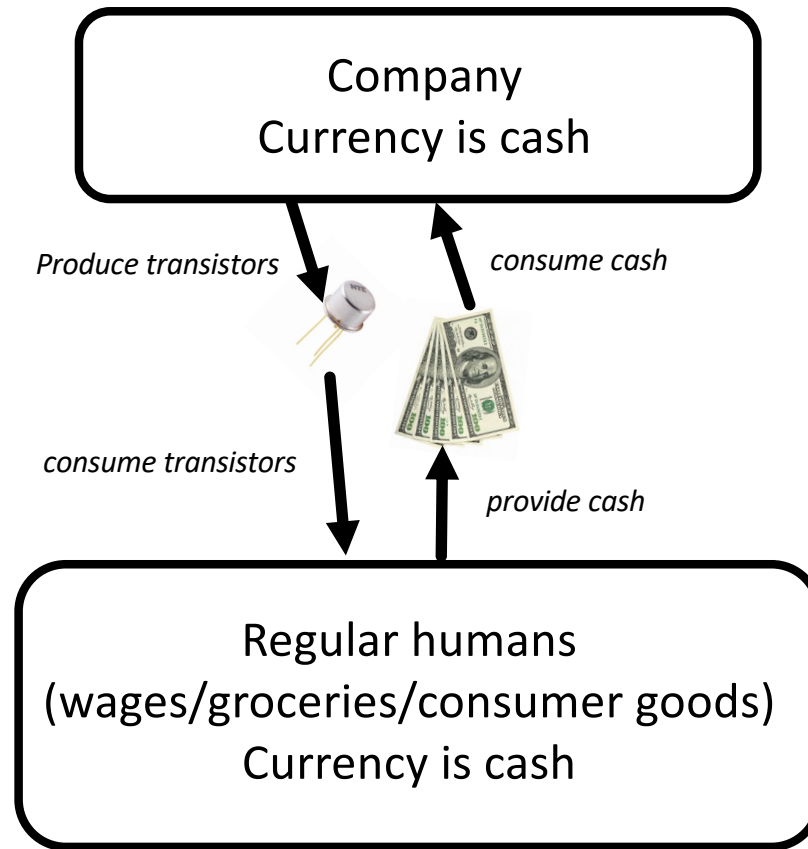 Company
Currency is cash
Produce transistors
consume cash
consume transistors
provide cash
Regular humans
(wages/groceries/consumer goods)
Currency is cash